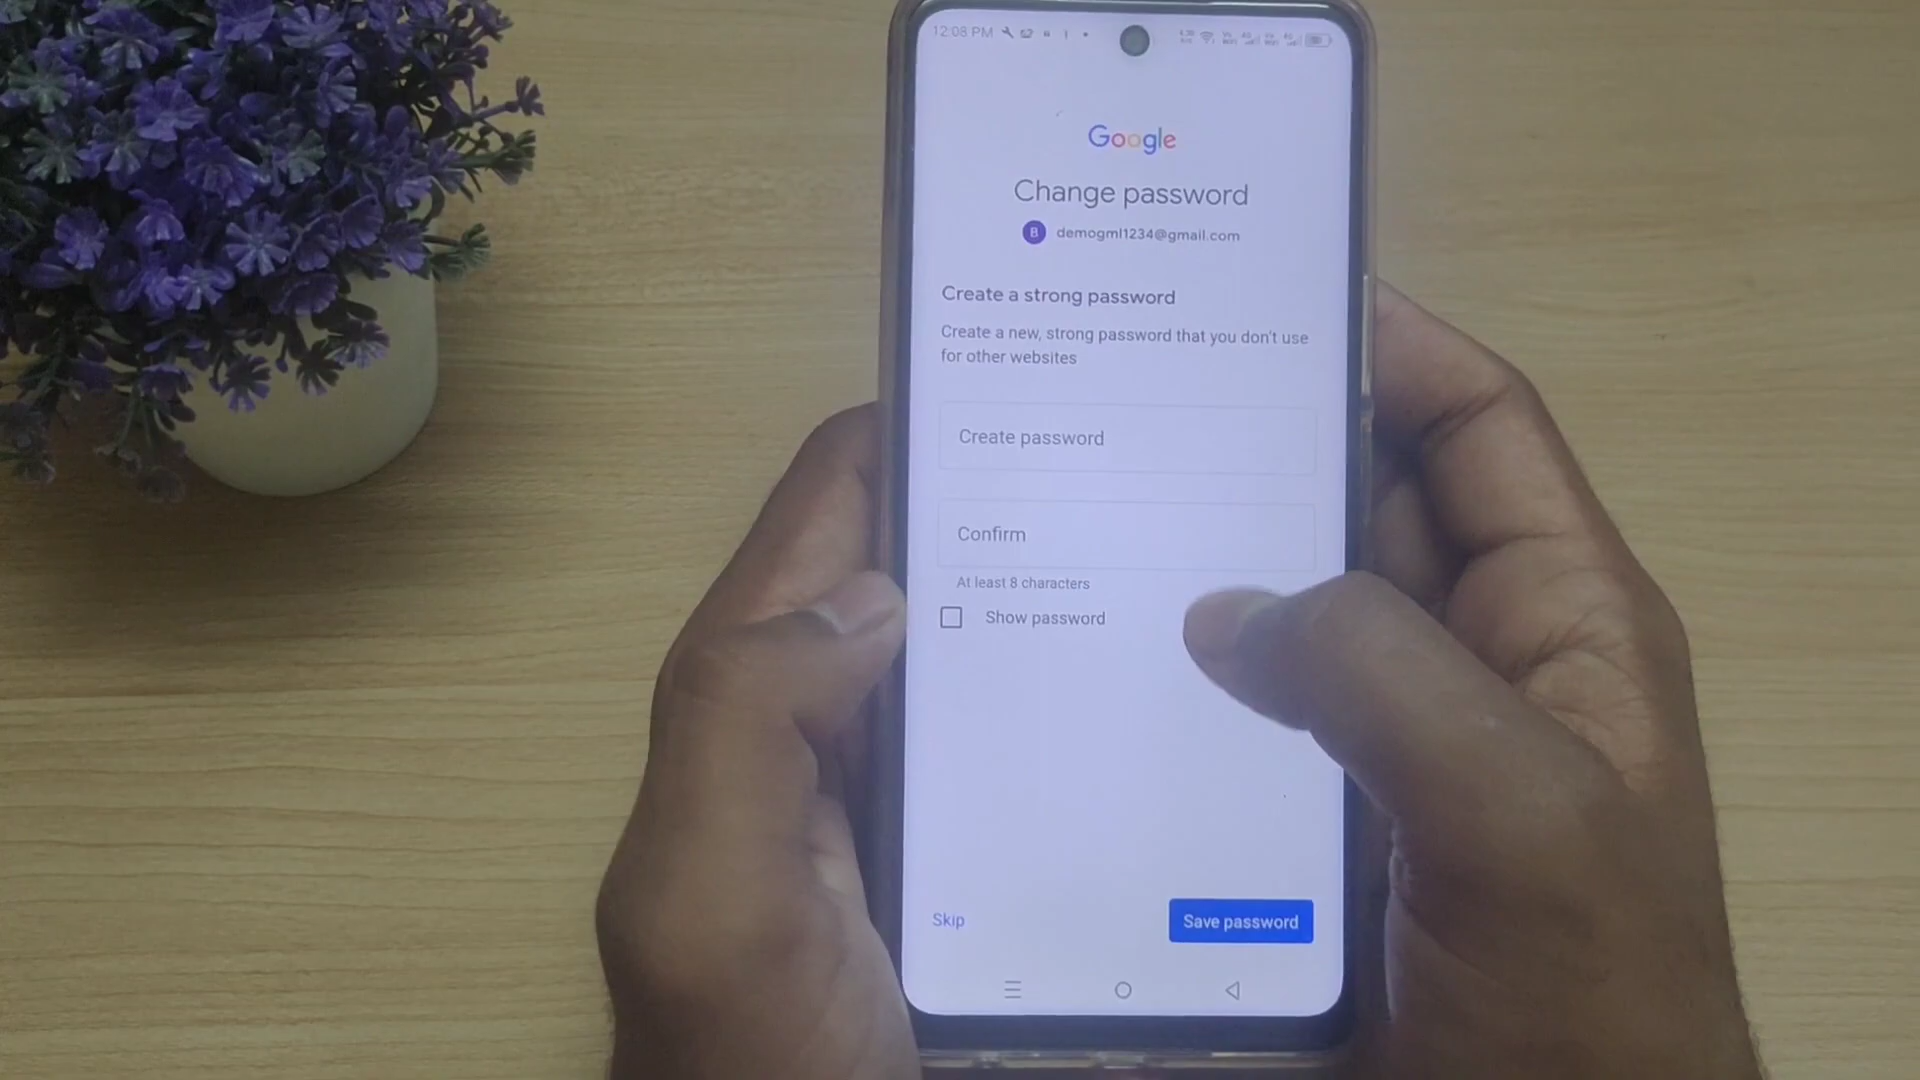 12:08 PM
Google
Change password
B demogml1234@gmail.com
Create a strong password
Create a new, strong password that you don't use
for other websites
Create password
Confirm
At least 8 characters
Show password
Skip
Save password